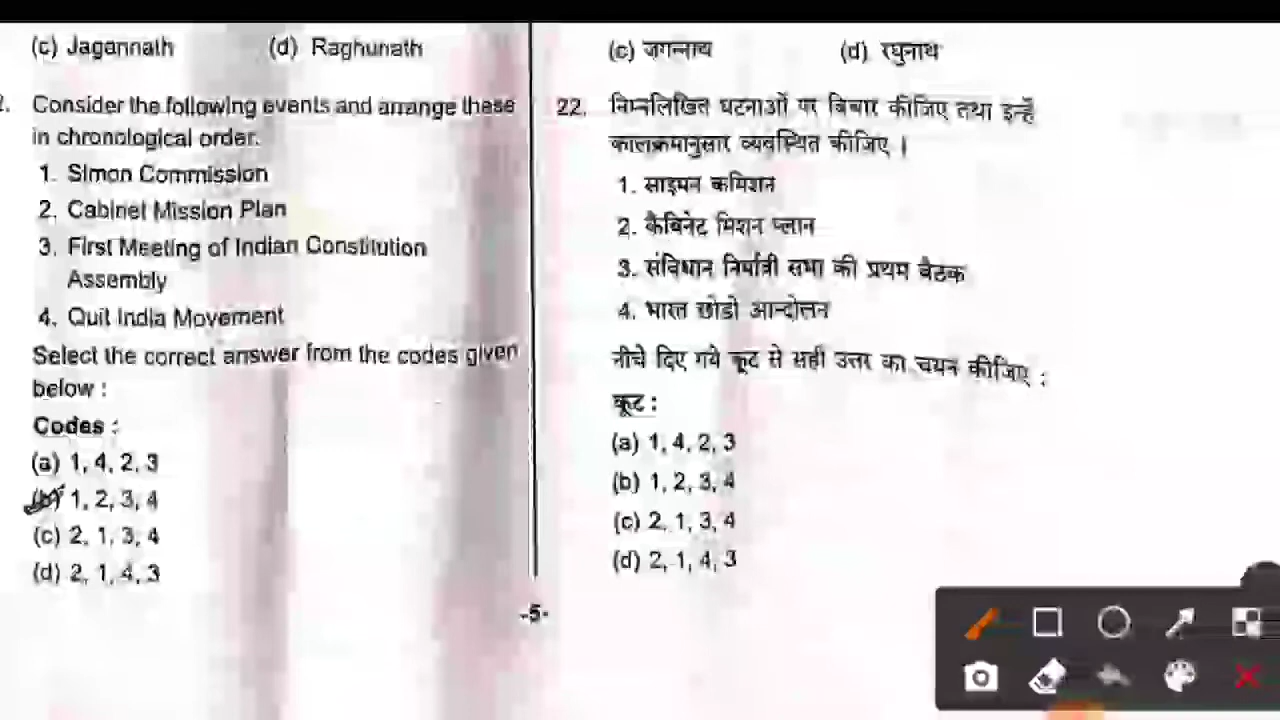 (c) Jagannath (d) Raghunath
2. Consider the following events and arrange these
in chronological order.
1. Simon Commission
2. Cabinet Mission Plan
3. First Meeting of Indian Constitution
Assembly
4. Quit India Movement
Select the correct answer from the codes given
below :
Codes :
(a) 1, 4, 2, 3
(b) 1, 2, 3, 4
(c) 2, 1, 3, 4
(d) 2, 1, 4, 3
(c) जगन्नाथ (d) रघुनाथ
22. निम्नलिखित घटनाओं पर विचार कीजिए तथा इन्हें
कालक्रमानुसार व्यवस्थित कीजिए ।
1. साइमन कमिशन
2. कैबिनेट मिशन प्लान
3. संविधान निर्मात्री सभा की प्रथम बैठक
4. भारत छोडो आन्दोलन
नीचे दिए गये कूट से सही उत्तर का चयन कीजिए :
कूट :
(a) 1, 4, 2, 3
(b) 1, 2, 3, 4
(c) 2, 1, 3, 4
(d) 2, 1, 4, 3
-5-